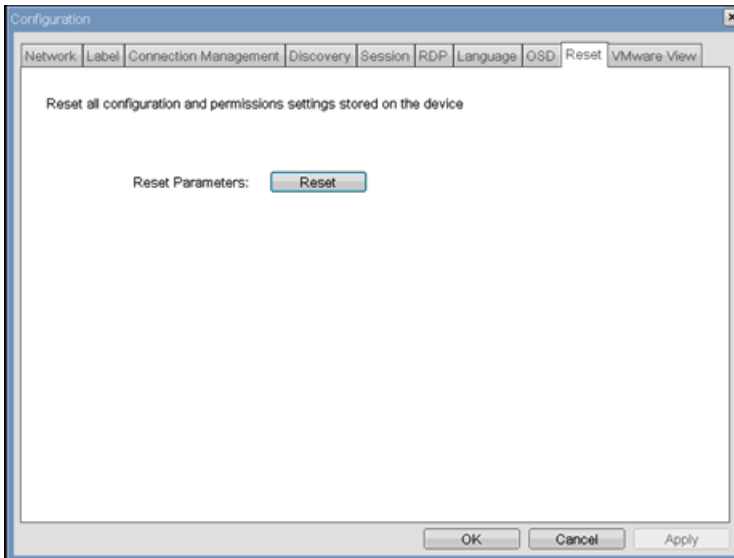 Configuration
Network Label Connection Management Discovery Session RDP Language OSD Reset VMware View
Reset all configuration and permissions settings stored on the device
Reset Parameters: Reset
OK Cancel Apply